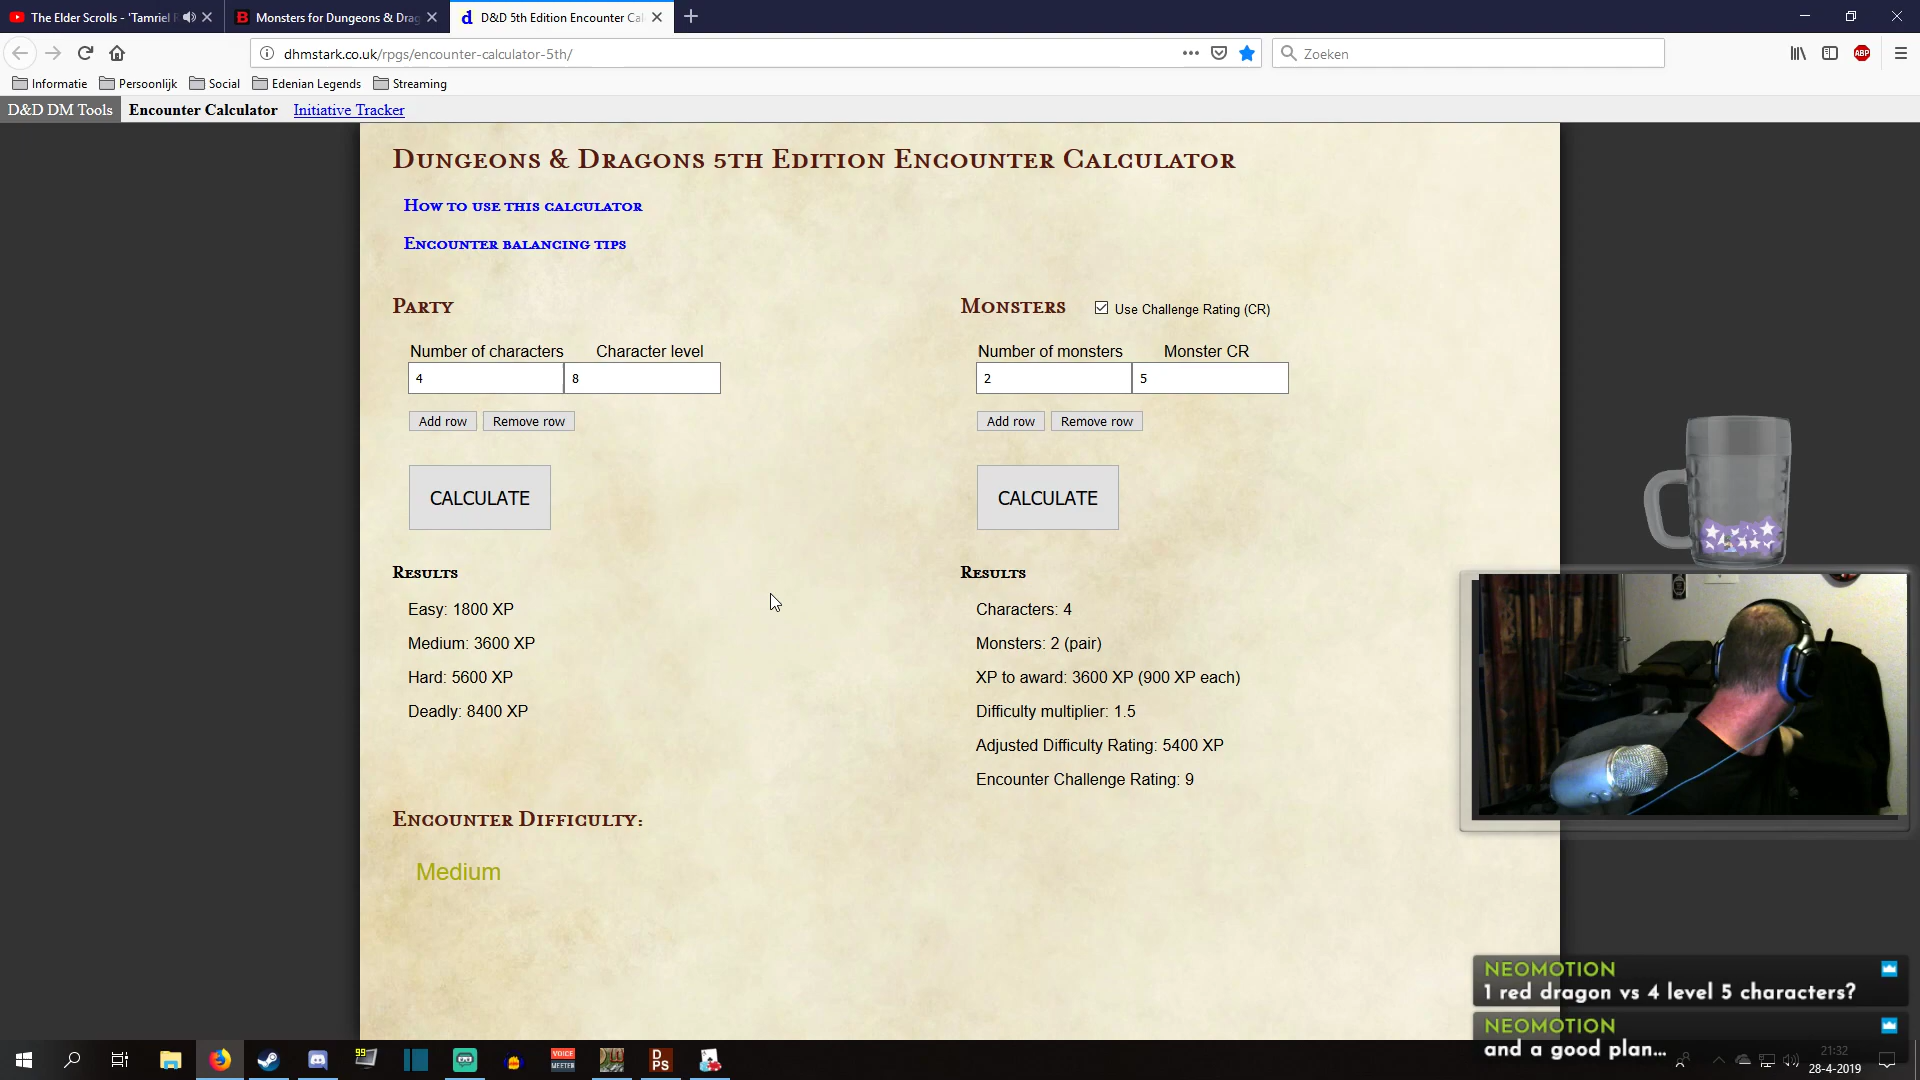 The Elder Scrolls - 'Tamriel
Monsters for Dungeons & Drag
D&D 5th Edition Encounter Cal
dhmstark.co.uk/rpgs/encounter-calculator-5th/
Zoeken
ABP
Informatie
Persoonlijk
Social
Edenian Legends
Streaming
D&D DM Tools
Encounter Calculator
Initiative Tracker
Dungeons & Dragons 5th Edition Encounter Calculator
How to use this calculator
Encounter balancing tips
Party
Number of characters Character level
4 8
Add row Remove row
CALCULATE
Results
Easy: 1800 XP
Medium: 3600 XP
Hard: 5600 XP
Deadly: 8400 XP
Monsters Use Challenge Rating (CR)
Number of monsters Monster CR
2 5
Add row Remove row
CALCULATE
Results
Characters: 4
Monsters: 2 (pair)
XP to award: 3600 XP (900 XP each)
Difficulty multiplier: 1.5
Adjusted Difficulty Rating: 5400 XP
Encounter Challenge Rating: 9
Encounter Difficulty:
Medium
NEOMOTION
1 red dragon vs 4 level 5 characters?
NEOMOTION
and a good plan...
99
VOICE
MEETER
D
PS
21:32
28-4-2019